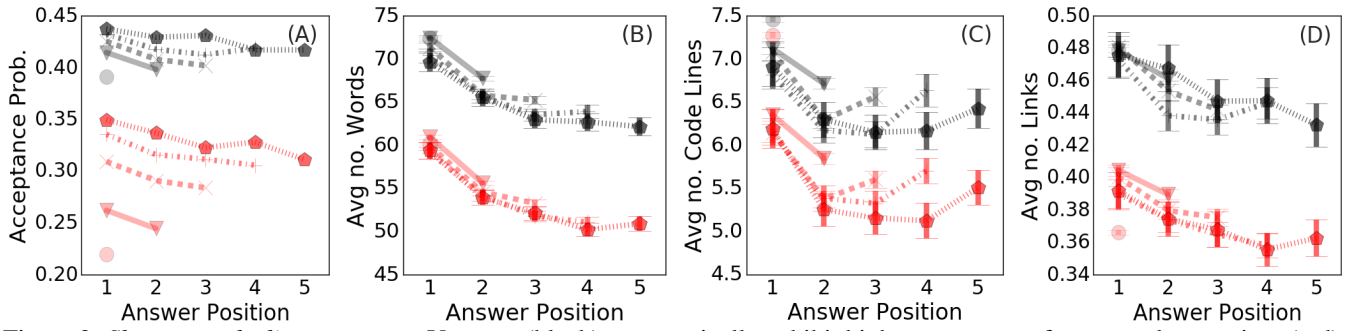 0.45
0.40
0.35
0.30
0.25
0.20
Acceptance Prob.
(A)
1 2 3 4 5
Answer Position
75
70
65
60
55
50
45
Avg no. Words
(B)
1 2 3 4 5
Answer Position
7.5
7.0
6.5
6.0
5.5
5.0
4.5
Avg no. Code Lines
(C)
1 2 3 4 5
Answer Position
0.50
0.48
0.46
0.44
0.42
0.40
0.38
0.36
0.34
Avg no. Links
(D)
1 2 3 4 5
Answer Position